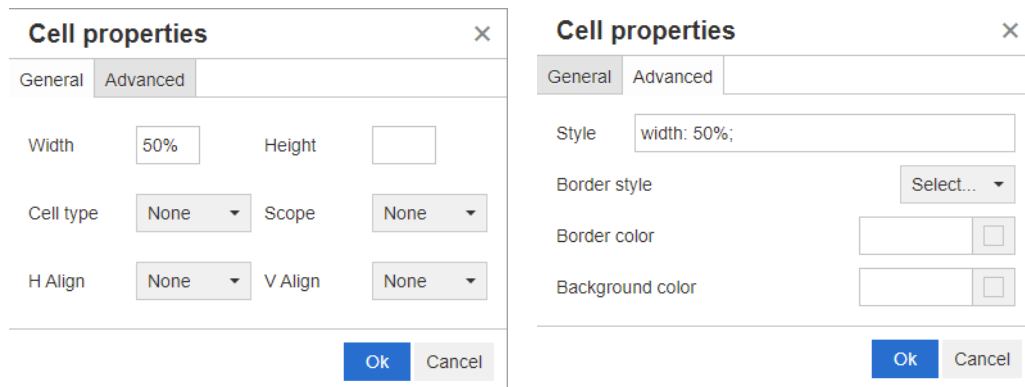 Cell properties ×
General Advanced
Width 50% Height
Cell type None Scope None
H Align None V Align None
Ok Cancel
Cell properties ×
General Advanced
Style width: 50%;
Border style Select...
Border color
Background color
Ok Cancel